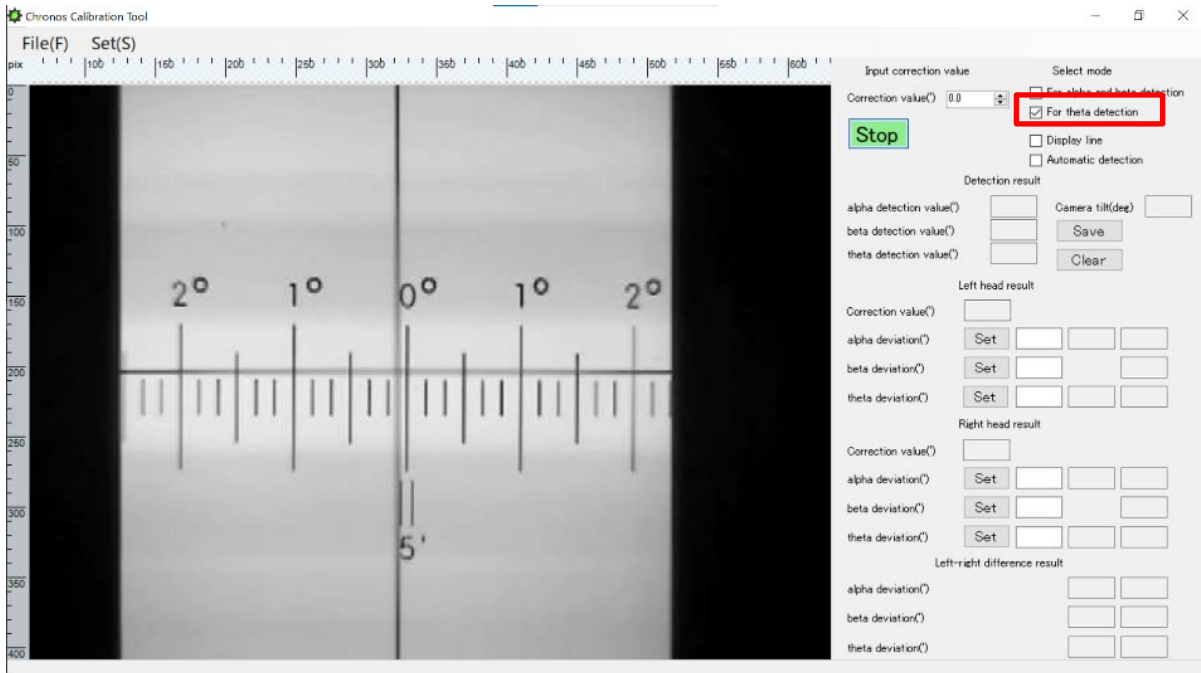 Chronos Calibration Tool
File(F) Set(S)
pix 100 200 250 300 350 400 450 500 550 600
0
50
100
150
200
250
300
350
400
2° 1° 0° 1° 2°
5'
Input correction value
Select mode
Correction value(') 0.0
For alpha and beta detection
For theta detection
Stop
Display line
Automatic detection
Detection result
alpha detection value(') Camera tilt(deg)
beta detection value(') Save
theta detection value(') Clear
Left head result
Correction value(')
alpha deviation(') Set
beta deviation(') Set
theta deviation(') Set
Right head result
Correction value(')
alpha deviation(') Set
beta deviation(') Set
theta deviation(') Set
Left-right difference result
alpha deviation(')
beta deviation(')
theta deviation(')